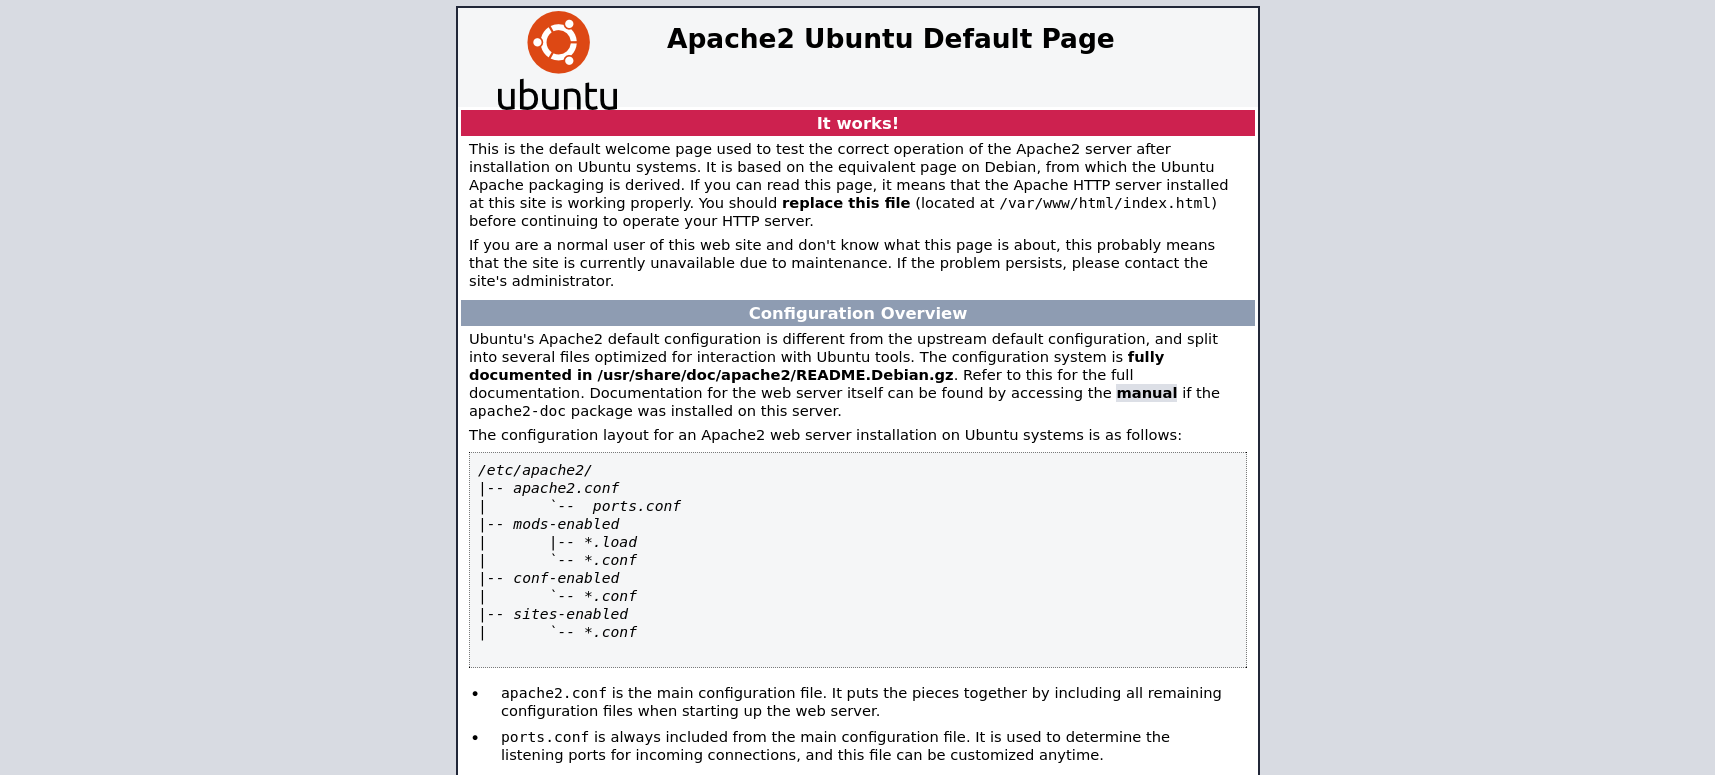 ubuntu
Apache2 Ubuntu Default Page
It works!
This is the default welcome page used to test the correct operation of the Apache2 server after
installation on Ubuntu systems. It is based on the equivalent page on Debian, from which the Ubuntu
Apache packaging is derived. If you can read this page, it means that the Apache HTTP server installed
at this site is working properly. You should replace this file (located at /var/www/html/index.html)
before continuing to operate your HTTP server.
If you are a normal user of this web site and don't know what this page is about, this probably means
that the site is currently unavailable due to maintenance. If the problem persists, please contact the
site's administrator.
Configuration Overview
Ubuntu's Apache2 default configuration is different from the upstream default configuration, and split
into several files optimized for interaction with Ubuntu tools. The configuration system is fully
documented in /usr/share/doc/apache2/README.Debian.gz. Refer to this for the full
documentation. Documentation for the web server itself can be found by accessing the manual if the
apache2-doc package was installed on this server.
The configuration layout for an Apache2 web server installation on Ubuntu systems is as follows:
/etc/apache2/
|-- apache2.conf
|       `--  ports.conf
|-- mods-enabled
|       |-- *.load
|       `-- *.conf
|-- conf-enabled
|       `-- *.conf
|-- sites-enabled
|       `-- *.conf
• apache2.conf is the main configuration file. It puts the pieces together by including all remaining
configuration files when starting up the web server.
• ports.conf is always included from the main configuration file. It is used to determine the
listening ports for incoming connections, and this file can be customized anytime.